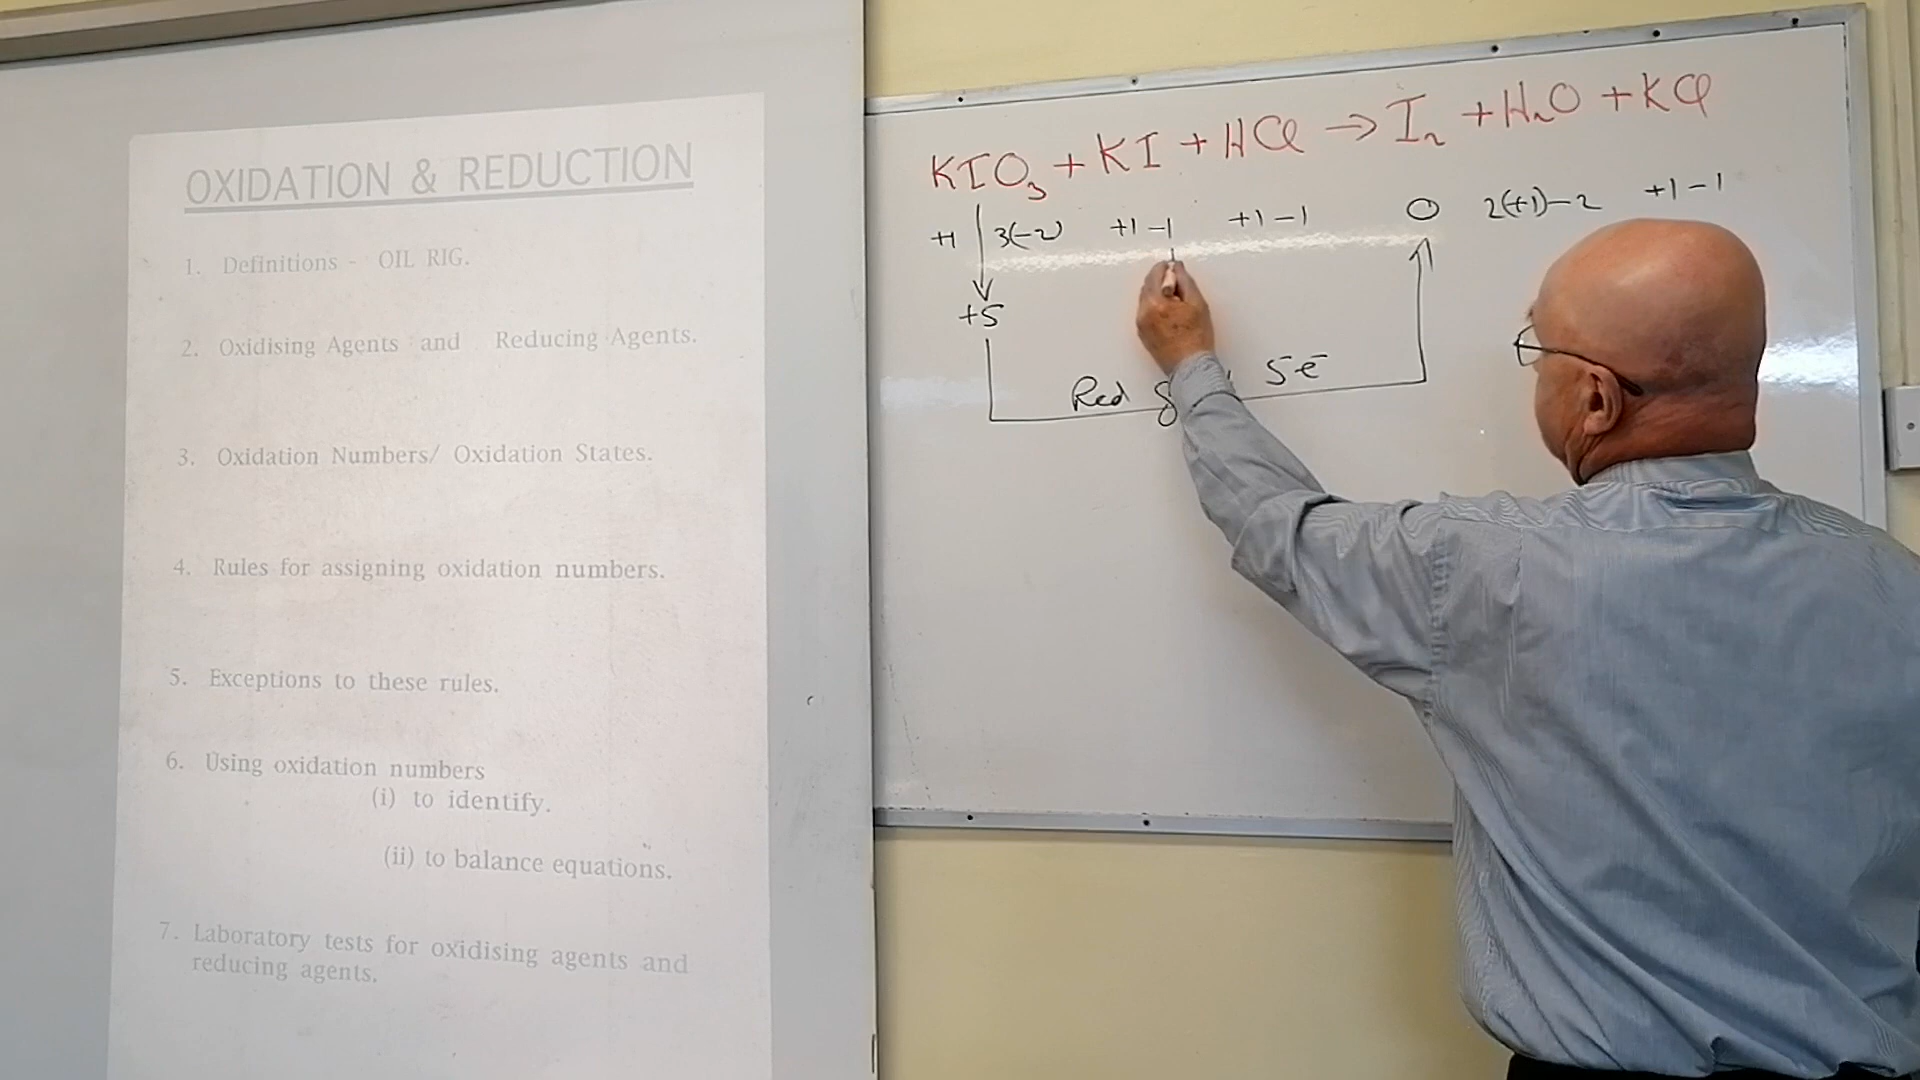 OXIDATION & REDUCTION
1. Definitions - OIL RIG.
2. Oxidising Agents and Reducing Agents.
3. Oxidation Numbers/ Oxidation States.
4. Rules for assigning oxidation numbers.
5. Exceptions to these rules.
6. Using oxidation numbers
(i) to identify.
(ii) to balance equations.
7. Laboratory tests for oxidising agents and
reducing agents.
KIO₃ + KI + HCl → I₂ + H₂O + KCl
+1 3(-2) +1 -1 +1 -1 0 2(+1)-2 +1 -1
+5
Red 5e⁻